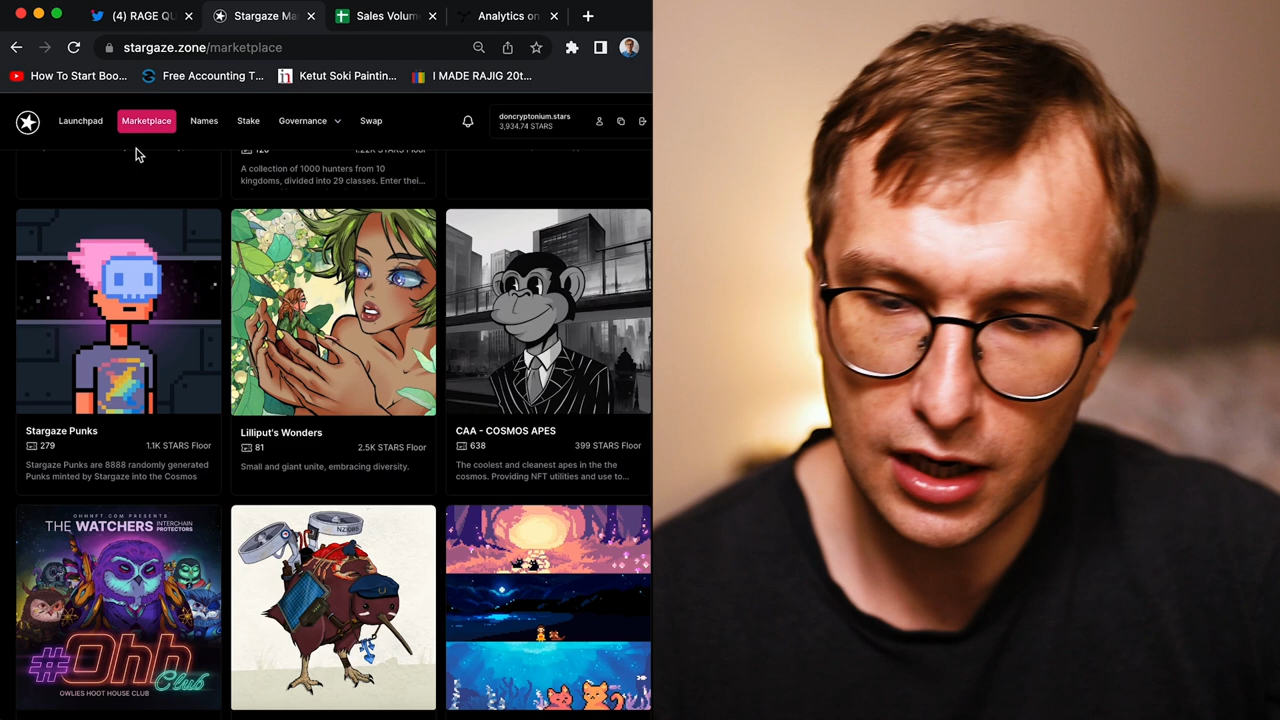 (4) RAGE QU
Stargaze Ma
Sales Volum
Analytics on
stargaze.zone/marketplace
How To Start Boo...
Free Accounting T...
Ketut Soki Paintin...
I MADE RAJIG 20t...
Launchpad
Marketplace
Names
Stake
Governance
Swap
doncryptonium.stars
3,934.74 STARS
A collection of 1000 hunters from 10
kingdoms, divided into 29 classes. Enter thei...
Stargaze Punks
279
1.1K STARS Floor
Stargaze Punks are 8888 randomly generated
Punks minted by Stargaze into the Cosmos
Lilliput's Wonders
81
2.5K STARS Floor
Small and giant unite, embracing diversity.
CAA - COSMOS APES
638
399 STARS Floor
The coolest and cleanest apes in the the
cosmos. Providing NFT utilities and use to...
OHHNFT.COM PRESENTS
THE WATCHERS INTERCHAIN
PROTECTORS
#Ohh
Club
OWLIES HOOT HOUSE CLUB